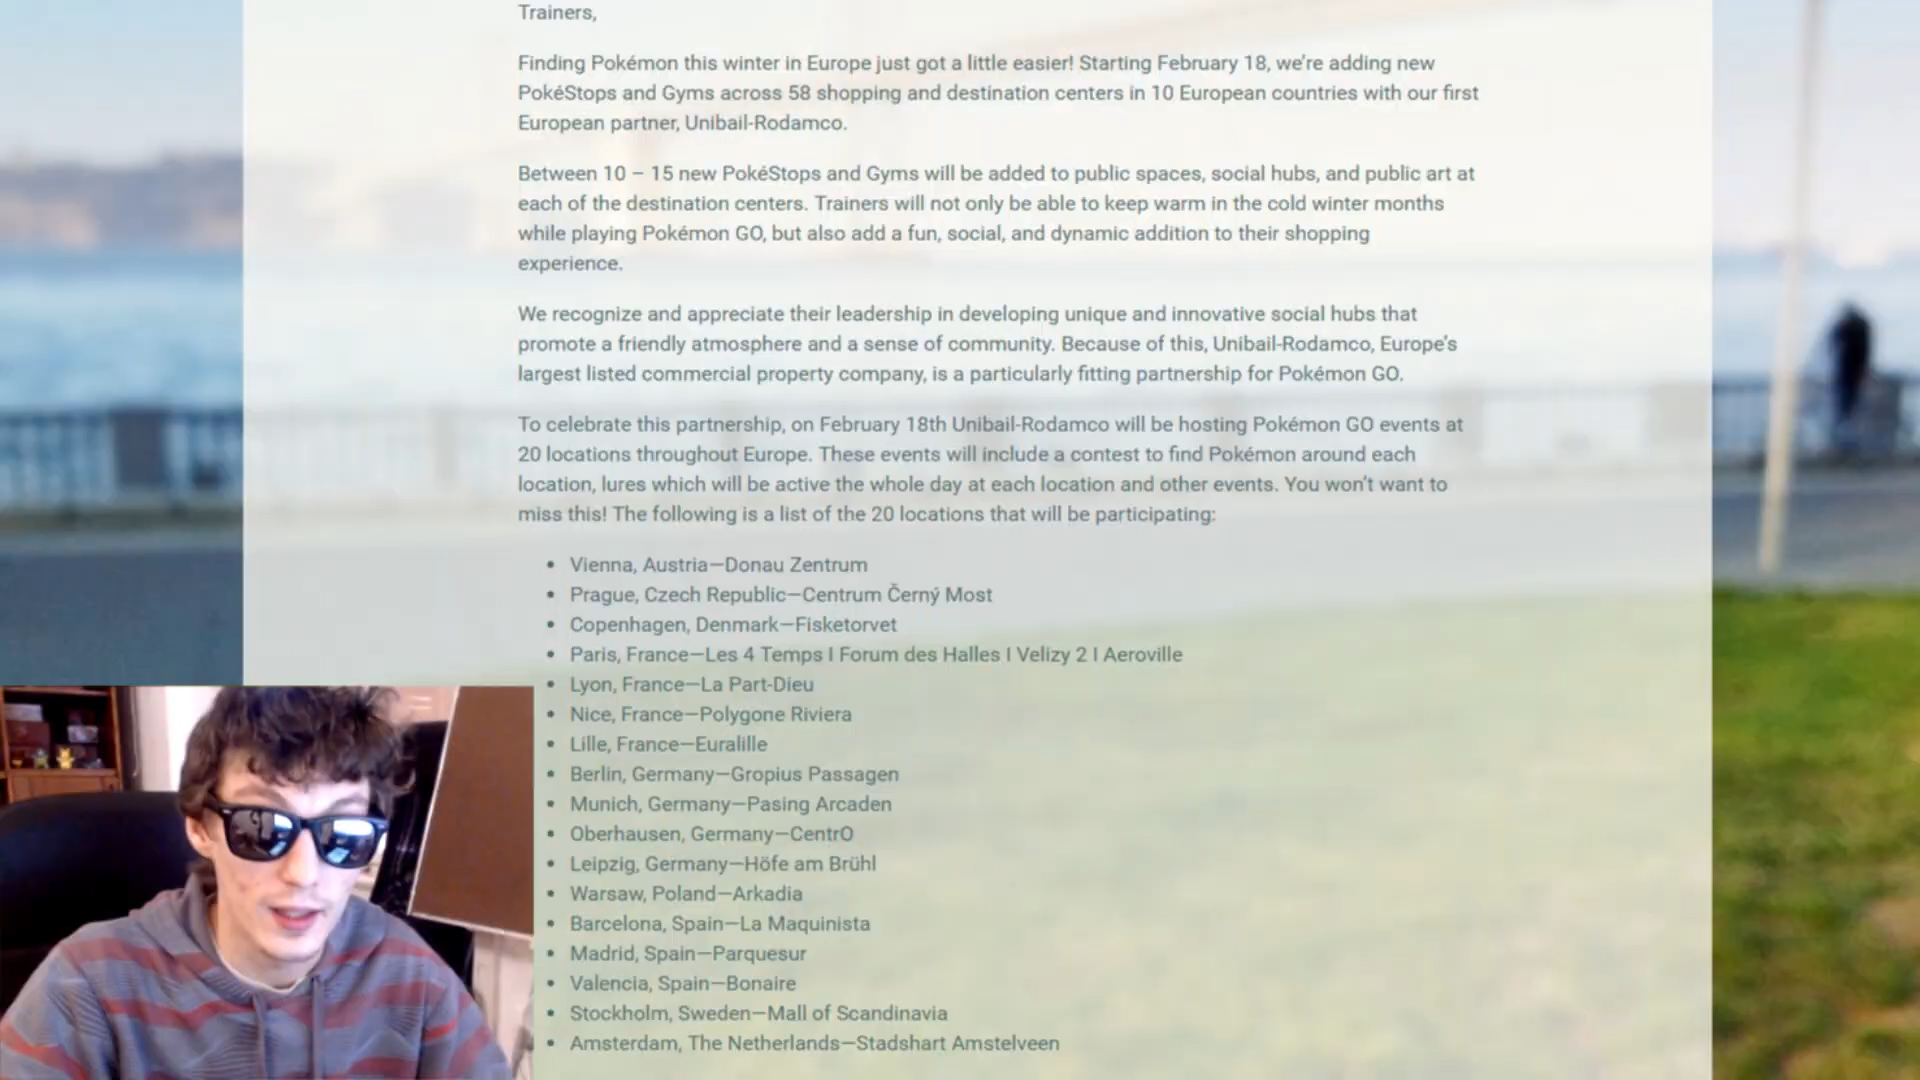 Trainers,
Finding Pokémon this winter in Europe just got a little easier! Starting February 18, we're adding new
PokéStops and Gyms across 58 shopping and destination centers in 10 European countries with our first
European partner, Unibail-Rodamco.
Between 10 – 15 new PokéStops and Gyms will be added to public spaces, social hubs, and public art at
each of the destination centers. Trainers will not only be able to keep warm in the cold winter months
while playing Pokémon GO, but also add a fun, social, and dynamic addition to their shopping
experience.
We recognize and appreciate their leadership in developing unique and innovative social hubs that
promote a friendly atmosphere and a sense of community. Because of this, Unibail-Rodamco, Europe's
largest listed commercial property company, is a particularly fitting partnership for Pokémon GO.
To celebrate this partnership, on February 18th Unibail-Rodamco will be hosting Pokémon GO events at
20 locations throughout Europe. These events will include a contest to find Pokémon around each
location, lures which will be active the whole day at each location and other events. You won't want to
miss this! The following is a list of the 20 locations that will be participating:
• Vienna, Austria—Donau Zentrum
• Prague, Czech Republic—Centrum Černý Most
• Copenhagen, Denmark—Fisketorvet
• Paris, France—Les 4 Temps I Forum des Halles I Velizy 2 I Aeroville
• Lyon, France—La Part-Dieu
• Nice, France—Polygone Riviera
• Lille, France—Euralille
• Berlin, Germany—Gropius Passagen
• Munich, Germany—Pasing Arcaden
• Oberhausen, Germany—CentrO
• Leipzig, Germany—Höfe am Brühl
• Warsaw, Poland—Arkadia
• Barcelona, Spain—La Maquinista
• Madrid, Spain—Parquesur
• Valencia, Spain—Bonaire
• Stockholm, Sweden—Mall of Scandinavia
• Amsterdam, The Netherlands—Stadshart Amstelveen